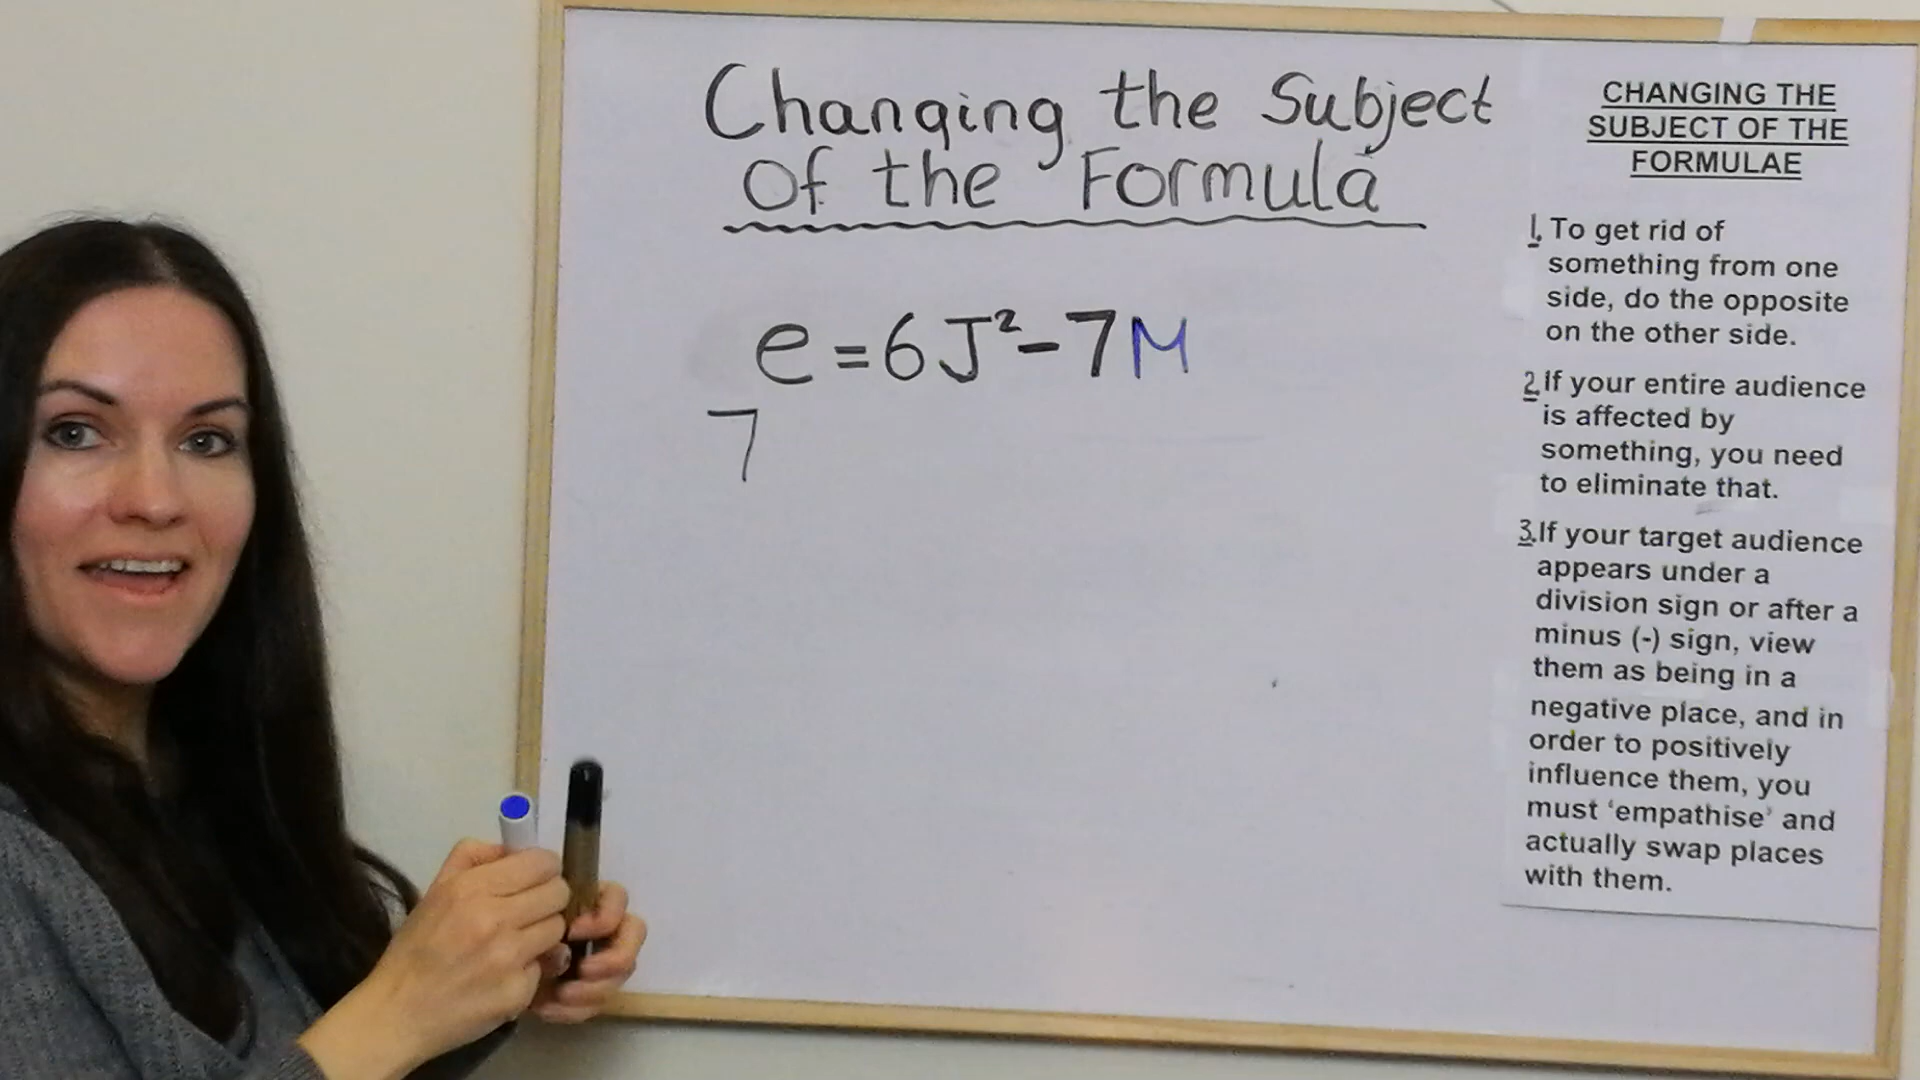 Changing the Subject
Of the Formula
e = 6J² - 7M
7
CHANGING THE
SUBJECT OF THE
FORMULAE
1. To get rid of
something from one
side, do the opposite
on the other side.
2. If your entire audience
is affected by
something, you need
to eliminate that.
3. If your target audience
appears under a
division sign or after a
minus (-) sign, view
them as being in a
negative place, and in
order to positively
influence them, you
must ‘empathise’ and
actually swap places
with them.